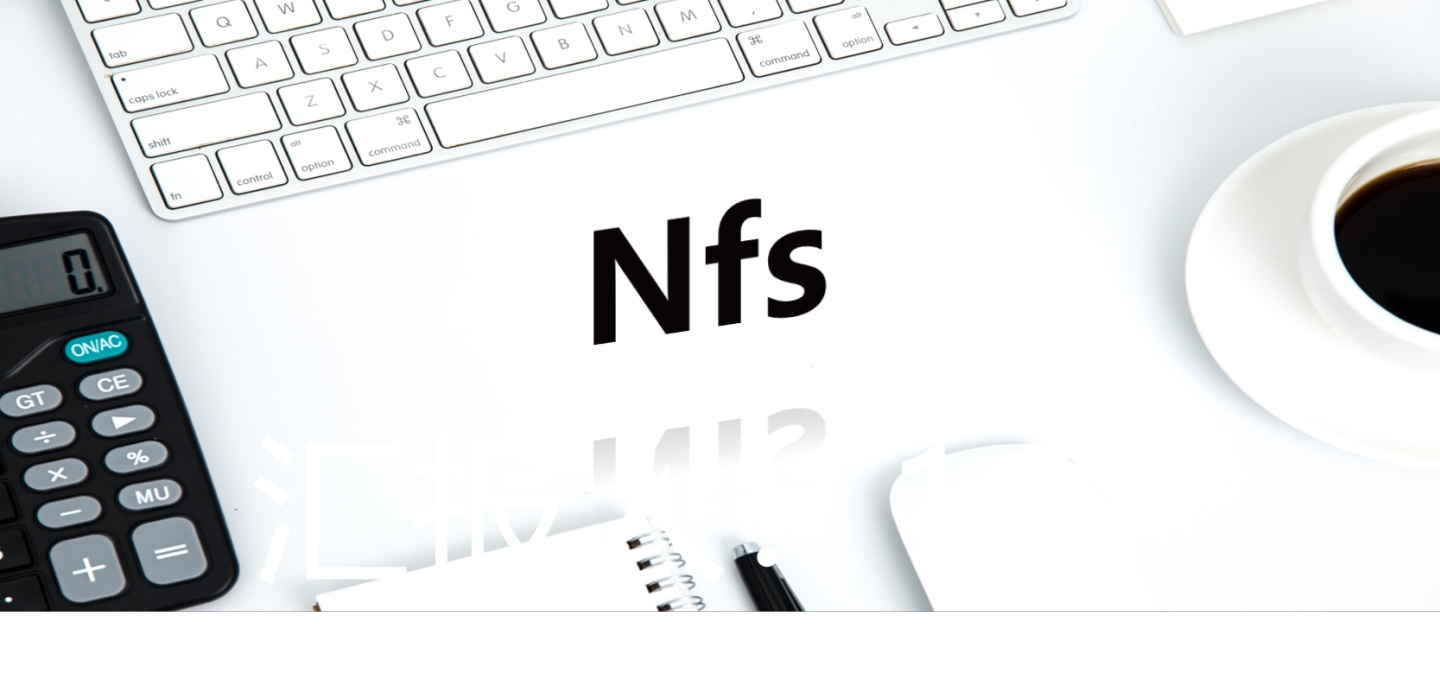 tab Q W
caps lock A S D F G
shift Z X C V B N M ,
fn control alt option ⌘ command ⌘ command alt option
Nfs
0.
ON/AC
GT CE
÷
× %
− MU
+ =
汇报人: